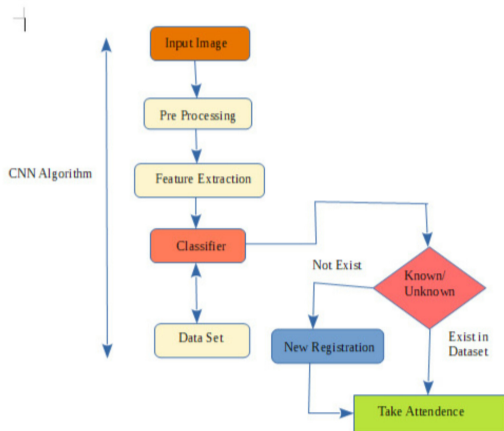 Input Image
Pre Processing
CNN Algorithm
Feature Extraction
Classifier
Not Exist
Known/
Unknown
Data Set
New Registration
Exist in
Dataset
Take Attendence